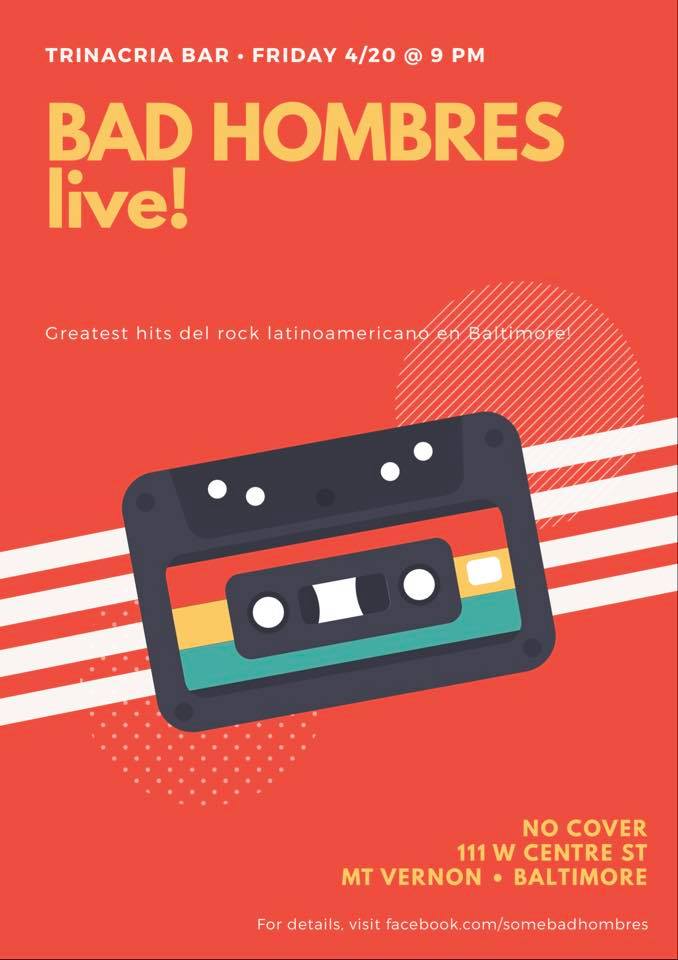 TRINACRIA BAR • FRIDAY 4/20 @ 9 PM
BAD HOMBRES
live!
Greatest hits del rock latinoamericano en Baltimore!
NO COVER
111 W CENTRE ST
MT VERNON • BALTIMORE
For details, visit facebook.com/somebadhombres